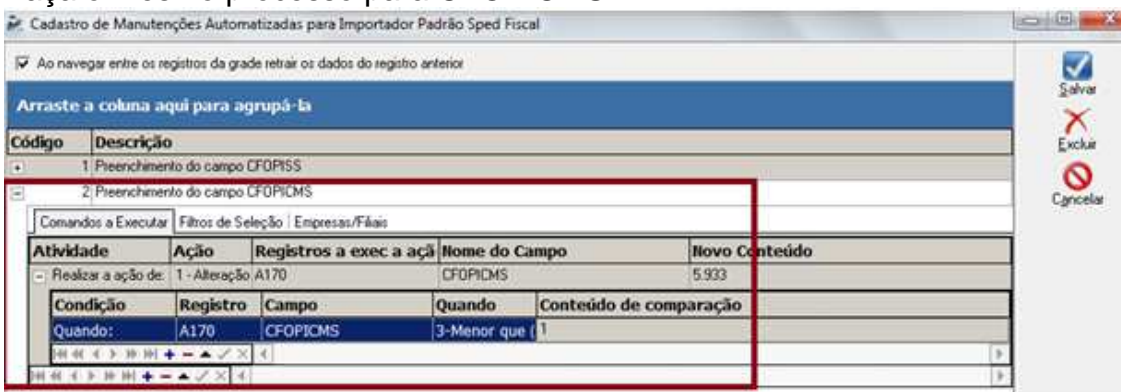 Cadastro de Manutenções Automatizadas para Importador Padrão Sped Fiscal
Ao navegar entre os registros da grade retrair os dados do registro anterior
Salvar
Arraste a coluna aqui para agrupá-la
Código Descrição
Excluir
1 Preenchimento do campo CFOPISS
2 Preenchimento do campo CFOPICMS
Cancelar
Comandos a Executar Filtros de Seleção Empresas/Filiais
Atividade Ação Registros a exec a açã Nome do Campo Novo Conteúdo
Realizar a ação de: 1 - Alteração A170 CFOPICMS 5.933
Condição Registro Campo Quando Conteúdo de comparação
Quando: A170 CFOPICMS 3-Menor que ( 1